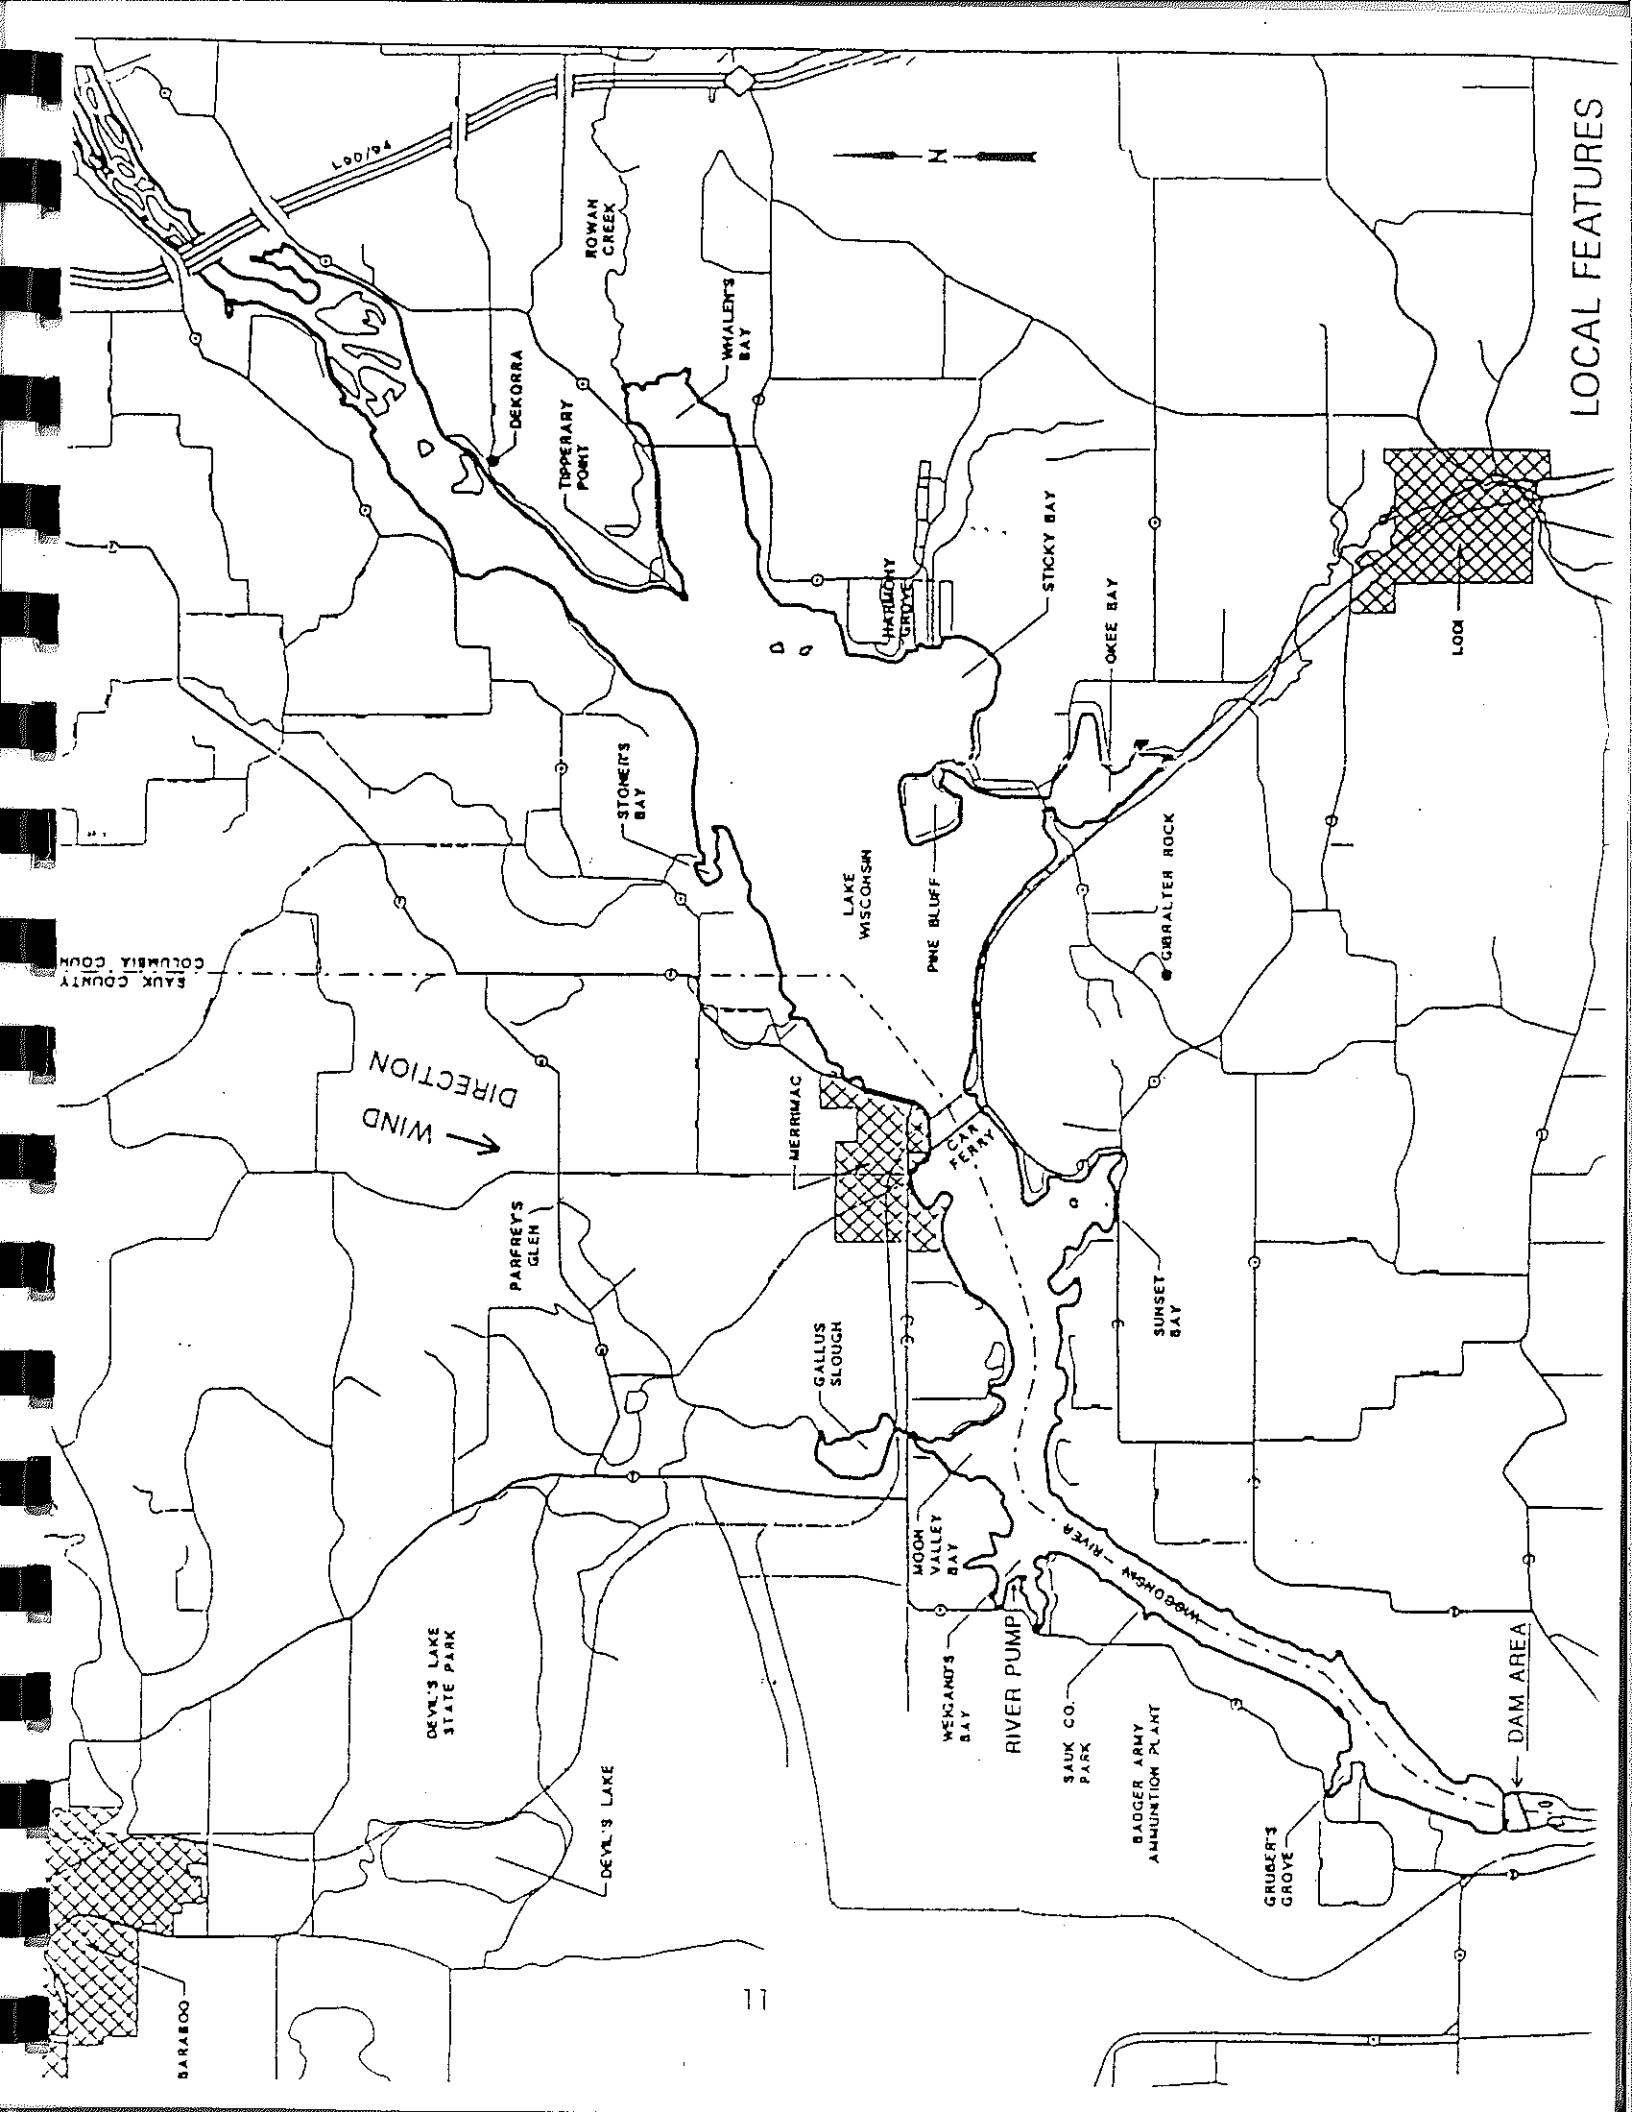 LOCAL FEATURES
N
I 90/94
ROWAN
CREEK
WHALEN'S
BAY
DEKORRA
TIPPERARY
POINT
HARMONY
GROVE
STICKY BAY
OKEE BAY
LODI
STONER'S
BAY
LAKE
WISCONSIN
PINE BLUFF
GIBRALTER ROCK
SAUK COUNTY
COLUMBIA COUN
WIND
DIRECTION
MERRIMAC
CAR
FERRY
PARFREY'S
GLEN
SUNSET
BAY
GALLUS
SLOUGH
MOON
VALLEY
BAY
WISCONSIN RIVER
WEIGAND'S
BAY
RIVER PUMP
SAUK CO.
PARK
BADGER ARMY
AMMUNITION PLANT
DEVIL'S LAKE
STATE PARK
DEVIL'S LAKE
GRUBER'S
GROVE
DAM AREA
BARABOO
11